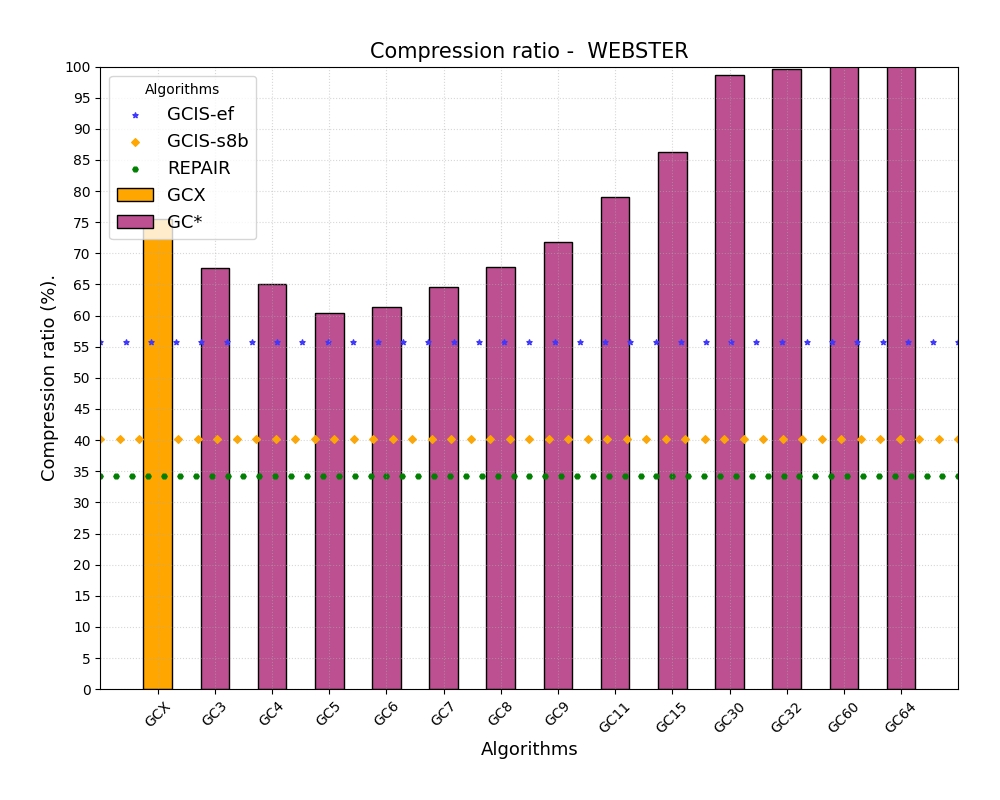 Compression ratio -  WEBSTER
Compression ratio (%).
100
95
90
85
80
75
70
65
60
55
50
45
40
35
30
25
20
15
10
5
0
Algorithms
GCIS-ef
GCIS-s8b
REPAIR
GCX
GC*
GCX GC3 GC4 GC5 GC6 GC7 GC8 GC9 GC11 GC15 GC30 GC32 GC60 GC64
Algorithms